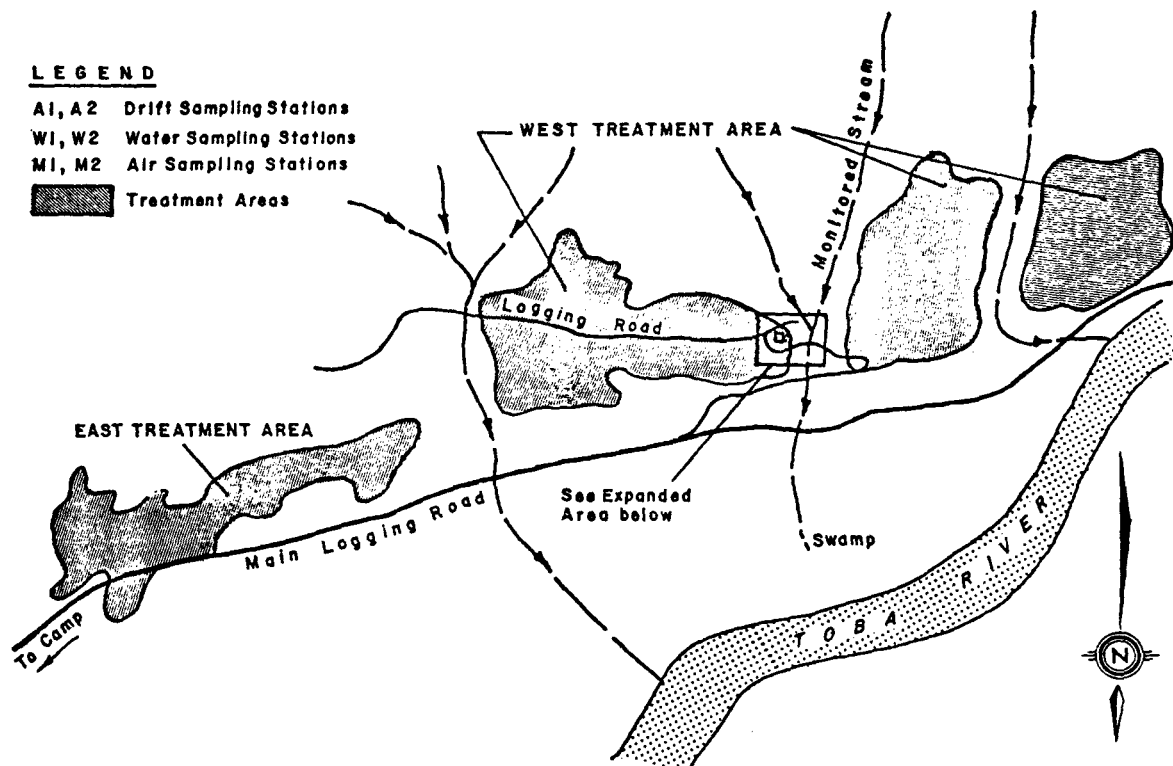 LEGEND
A1, A2 Drift Sampling Stations
W1, W2 Water Sampling Stations
M1, M2 Air Sampling Stations
Treatment Areas
WEST TREATMENT AREA
Monitored Stream
Logging Road
EAST TREATMENT AREA
See Expanded
Area below
Swamp
Main Logging Road
To Camp
TOBA RIVER
N